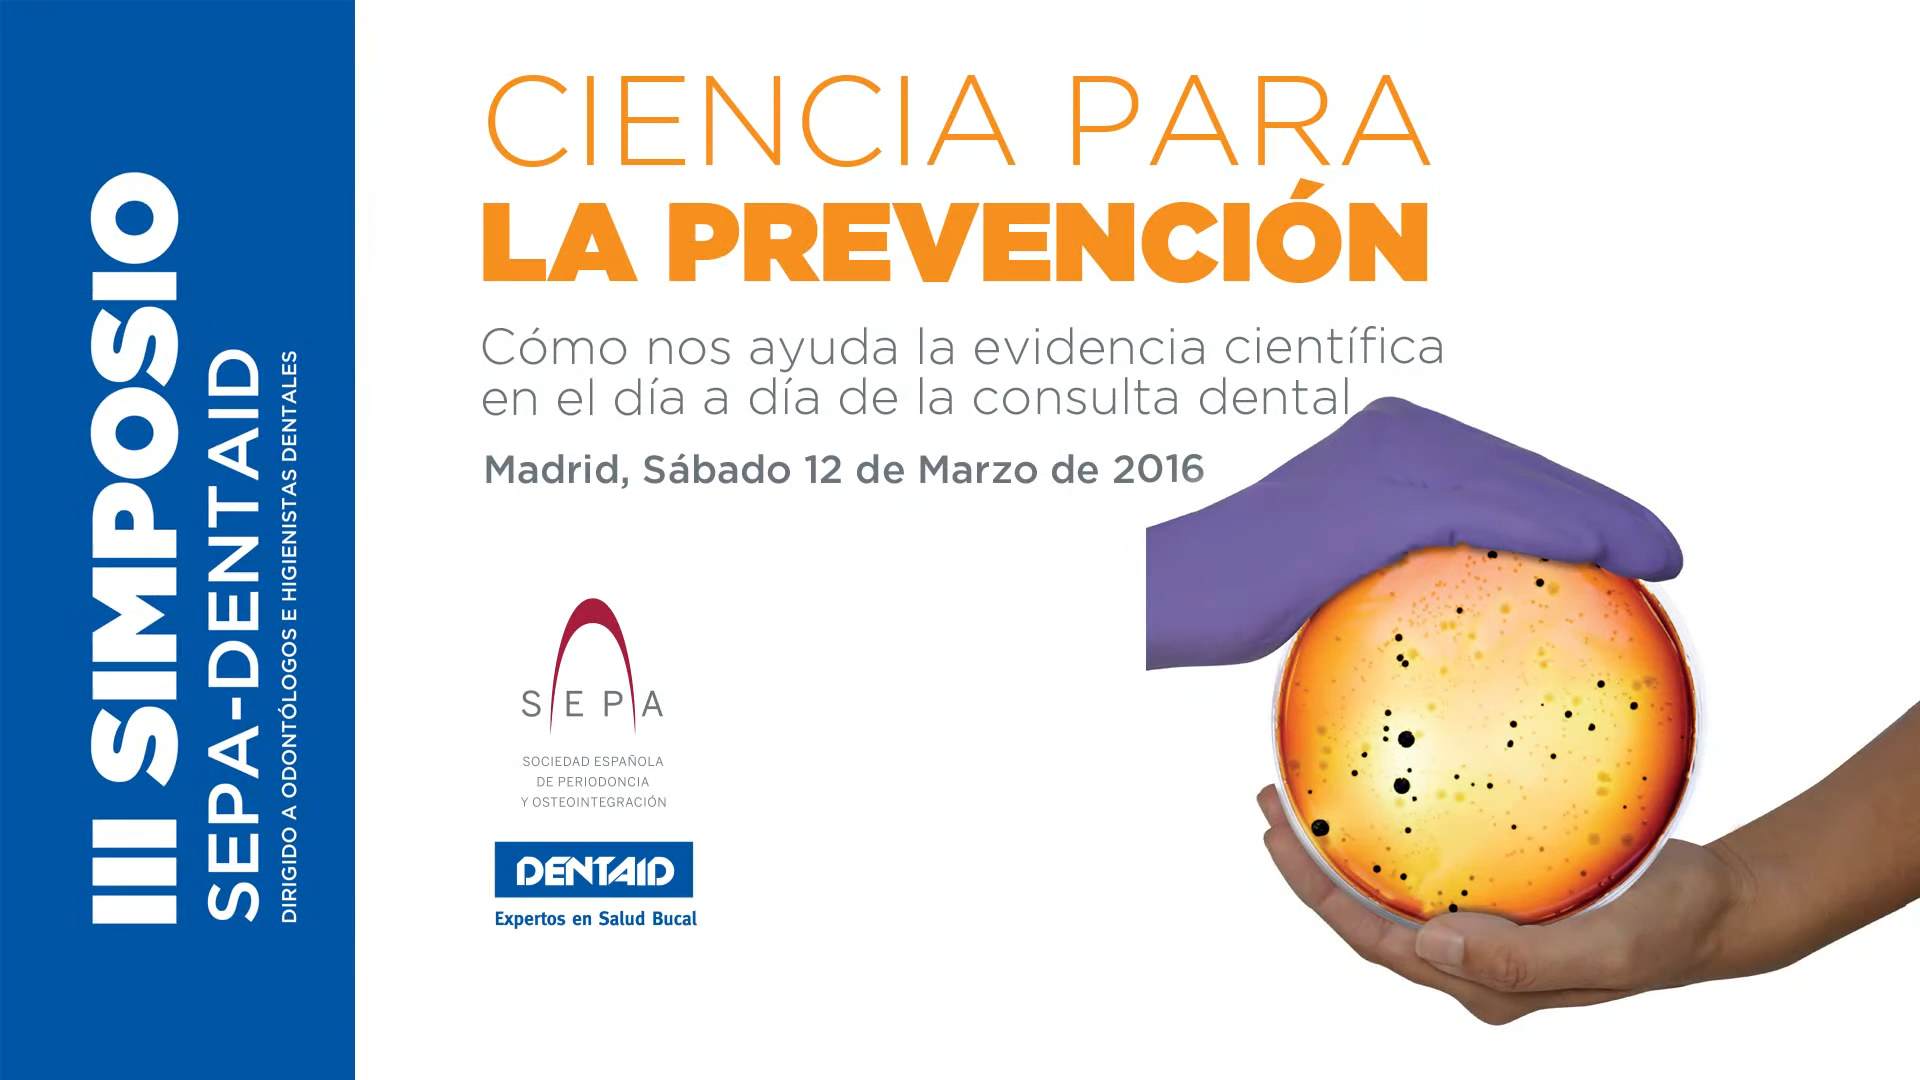 III SIMPOSIO
SEPA-DENTAID
DIRIGIDO A ODONTÓLOGOS E HIGIENISTAS DENTALES
CIENCIA PARA
LA PREVENCIÓN
Cómo nos ayuda la evidencia científica
en el día a día de la consulta dental
Madrid, Sábado 12 de Marzo de 2016
SEPA
SOCIEDAD ESPAÑOLA
DE PERIODONCIA
Y OSTEOINTEGRACIÓN
DENTAID
Expertos en Salud Bucal